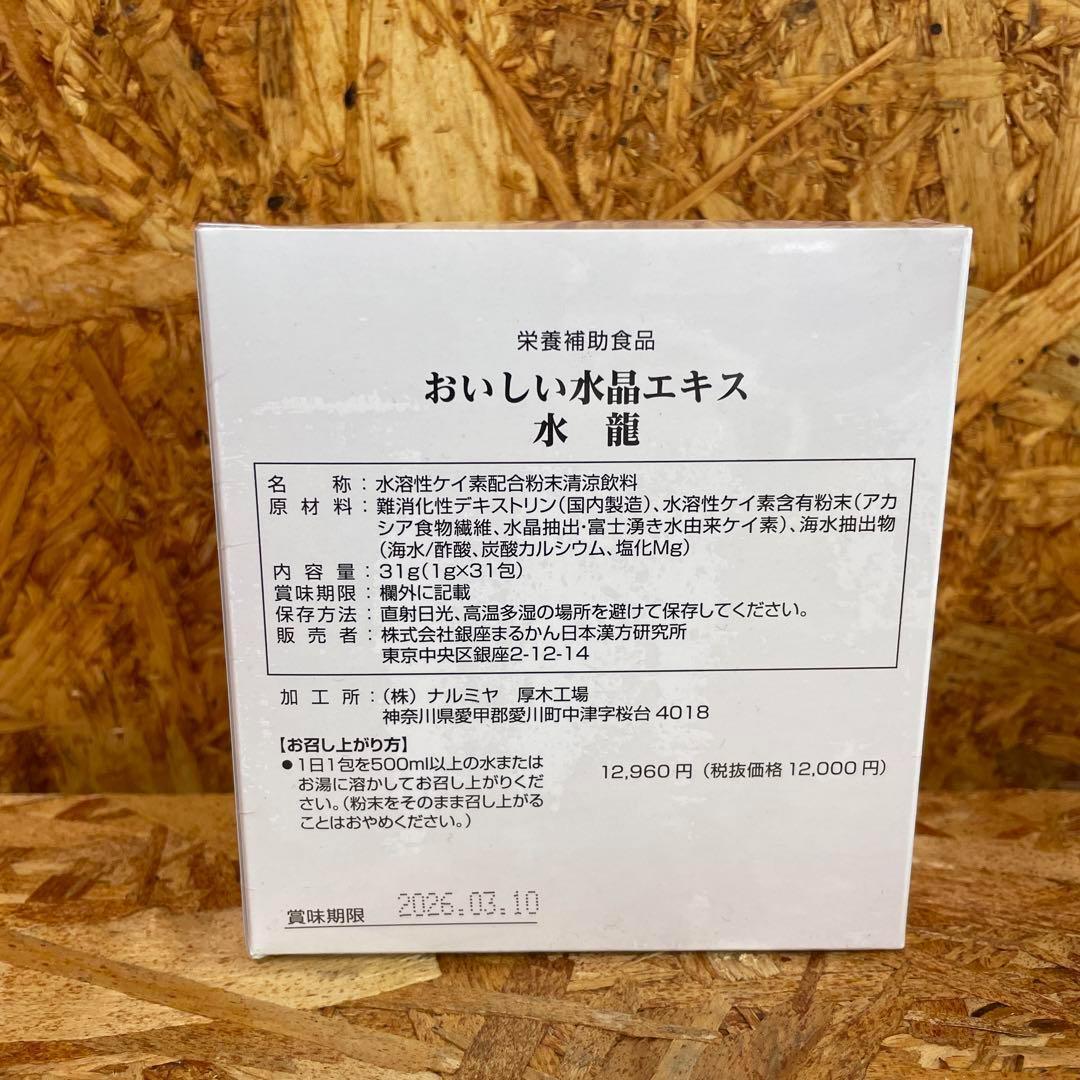 栄養補助食品
おいしい水晶エキス
水 龍
名 称：水溶性ケイ素配合粉末清涼飲料
原 材 料：難消化性デキストリン（国内製造）、水溶性ケイ素含有粉末（アカ
シア食物繊維、水晶抽出・富士湧き水由来ケイ素）、海水抽出物
（海水/酢酸、炭酸カルシウム、塩化Mg）
内 容 量：31g（1g×31包）
賞味期限：欄外に記載
保存方法：直射日光、高温多湿の場所を避けて保存してください。
販 売 者：株式会社銀座まるかん日本漢方研究所
東京中央区銀座2-12-14
加 工 所：（株）ナルミヤ 厚木工場
神奈川県愛甲郡愛川町中津字桜台4018
【お召し上がり方】
●1日1包を500ml以上の水または
お湯に溶かしてお召し上がりくだ
さい。（粉末をそのまま召し上がる
ことはおやめください。）
12,960円（税抜価格12,000円）
賞味期限 2026.03.10